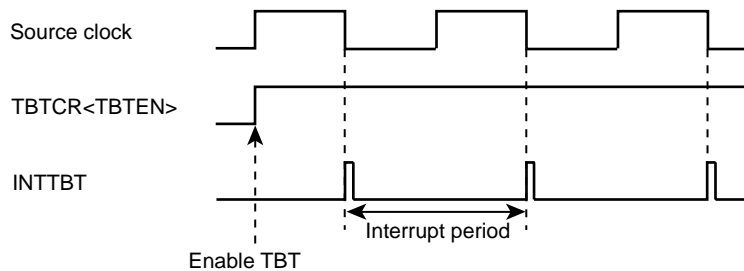 Source clock
TBTCR<TBTEN>
INTTBT
Interrupt period
Enable TBT